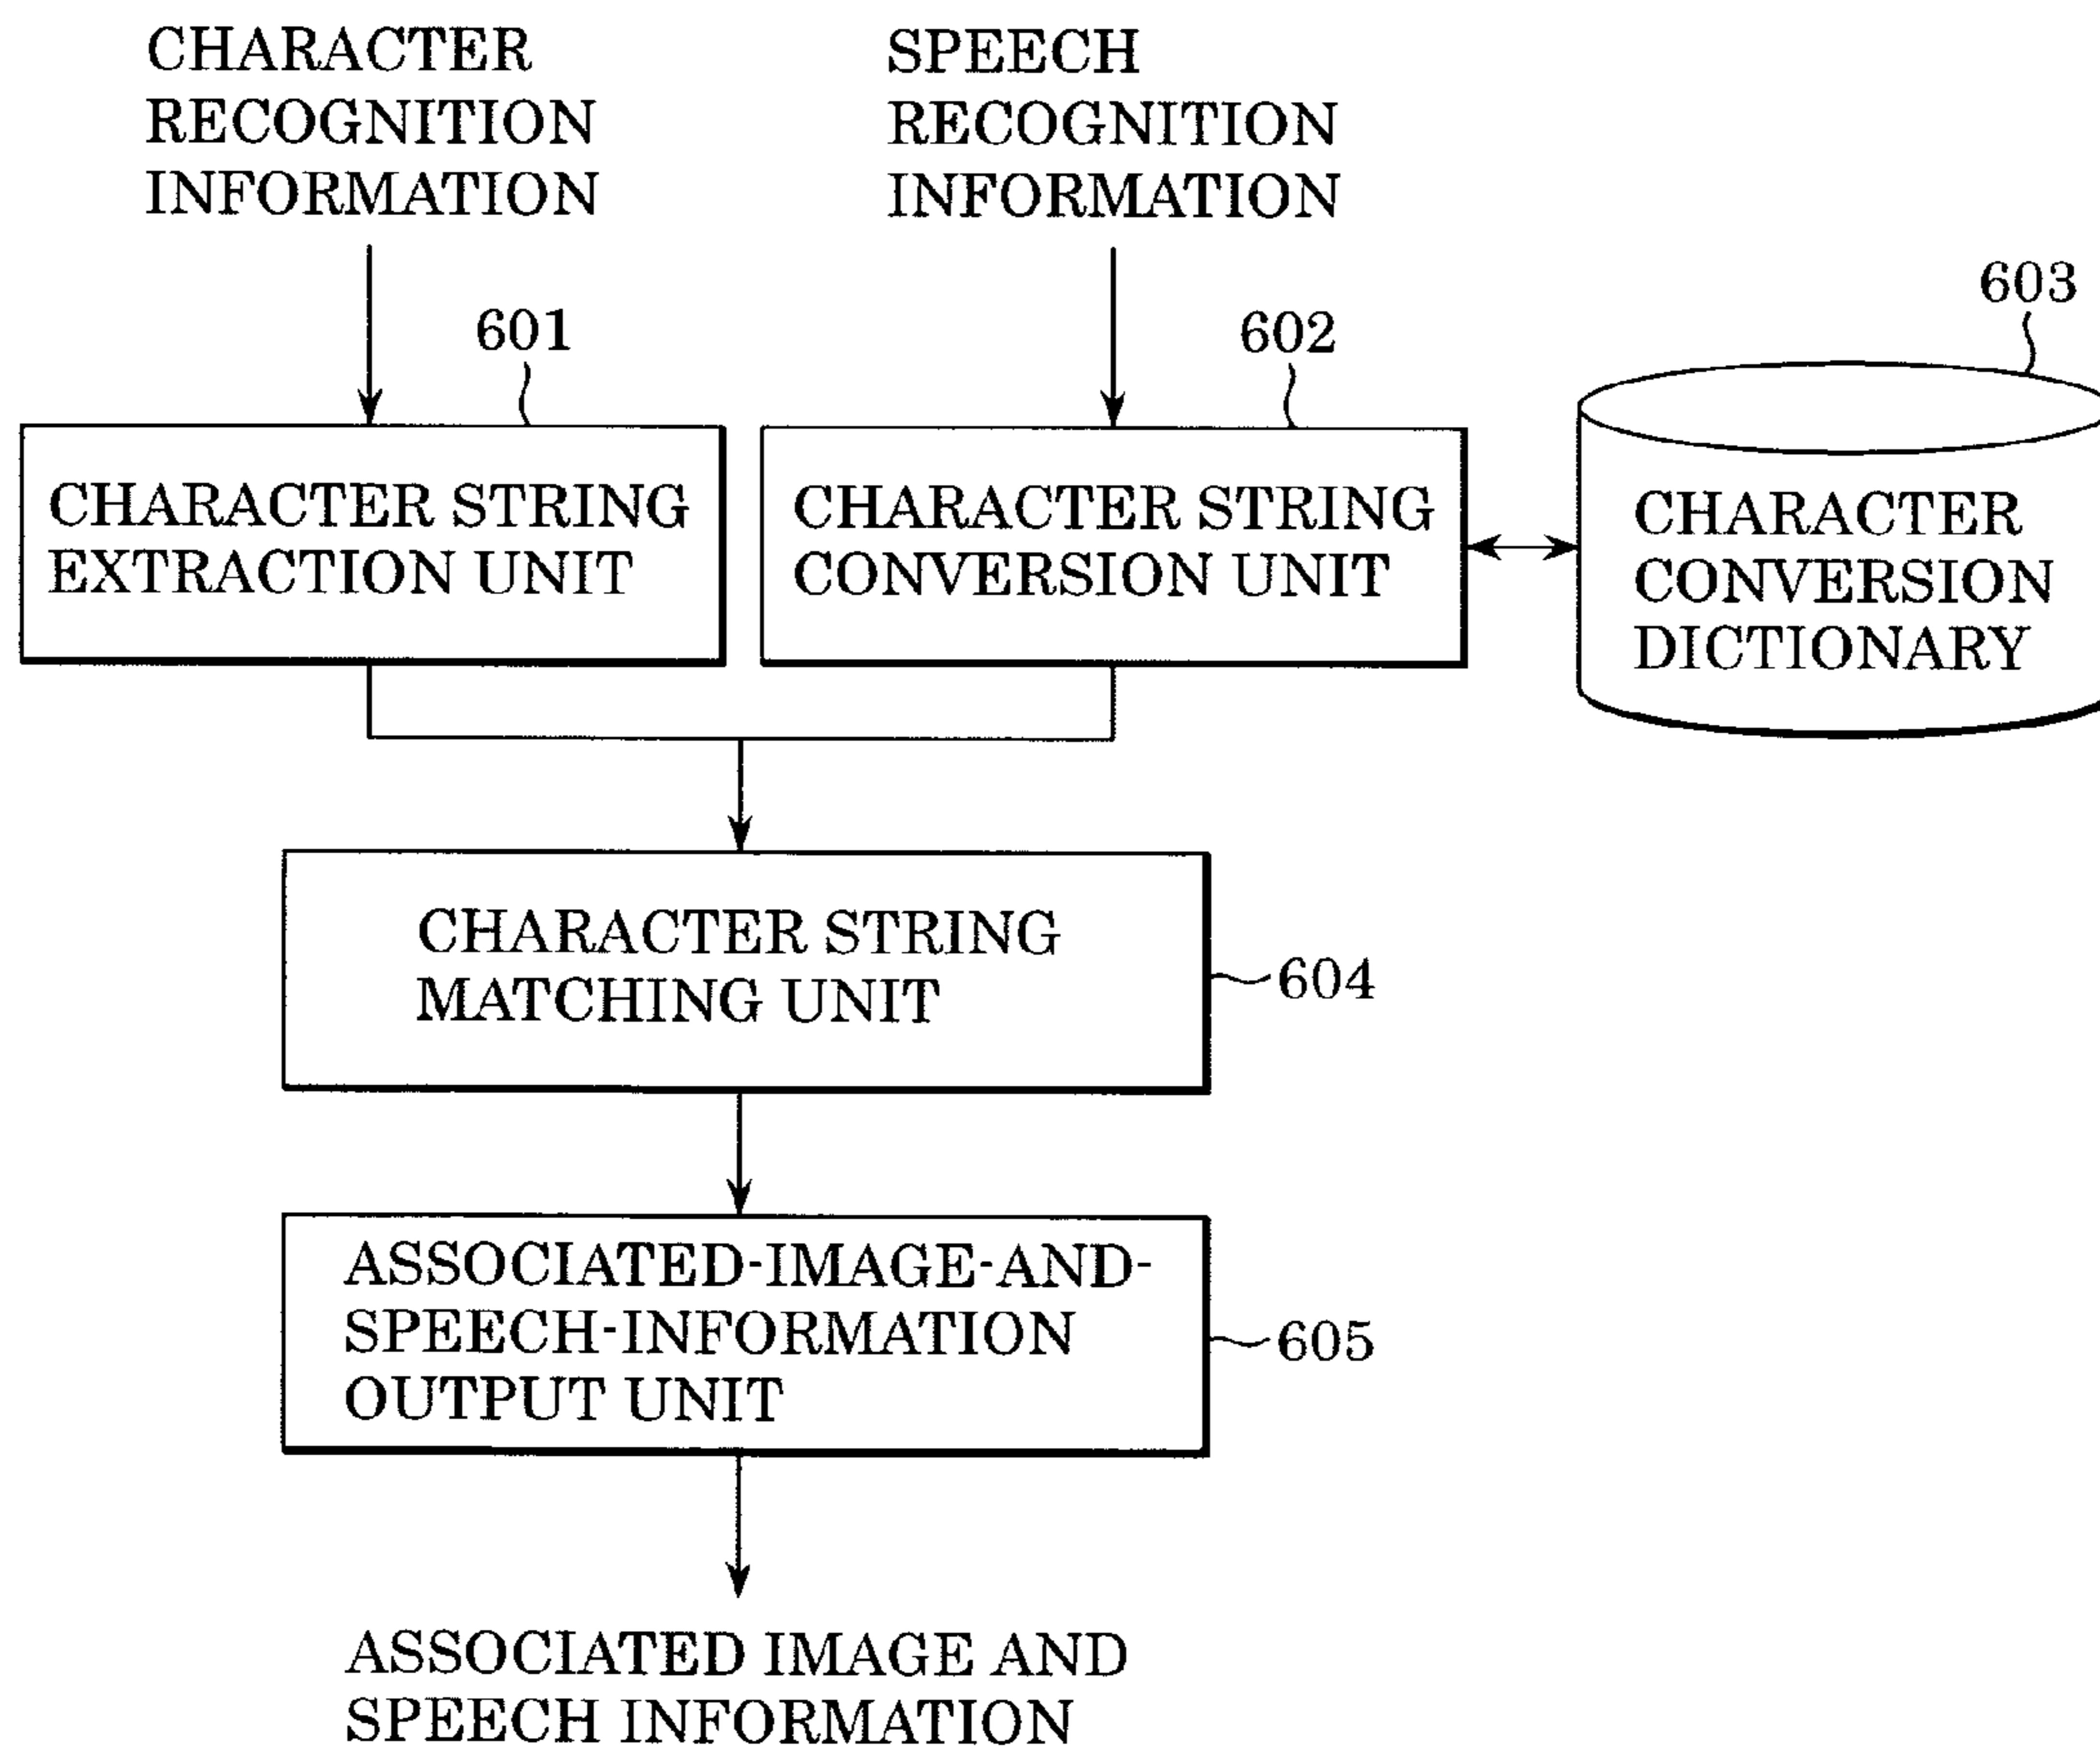 CHARACTER
RECOGNITION
INFORMATION
SPEECH
RECOGNITION
INFORMATION
601
602
603
CHARACTER STRING
EXTRACTION UNIT
CHARACTER STRING
CONVERSION UNIT
CHARACTER
CONVERSION
DICTIONARY
CHARACTER STRING
MATCHING UNIT
604
ASSOCIATED-IMAGE-AND-
SPEECH-INFORMATION
OUTPUT UNIT
605
ASSOCIATED IMAGE AND
SPEECH INFORMATION